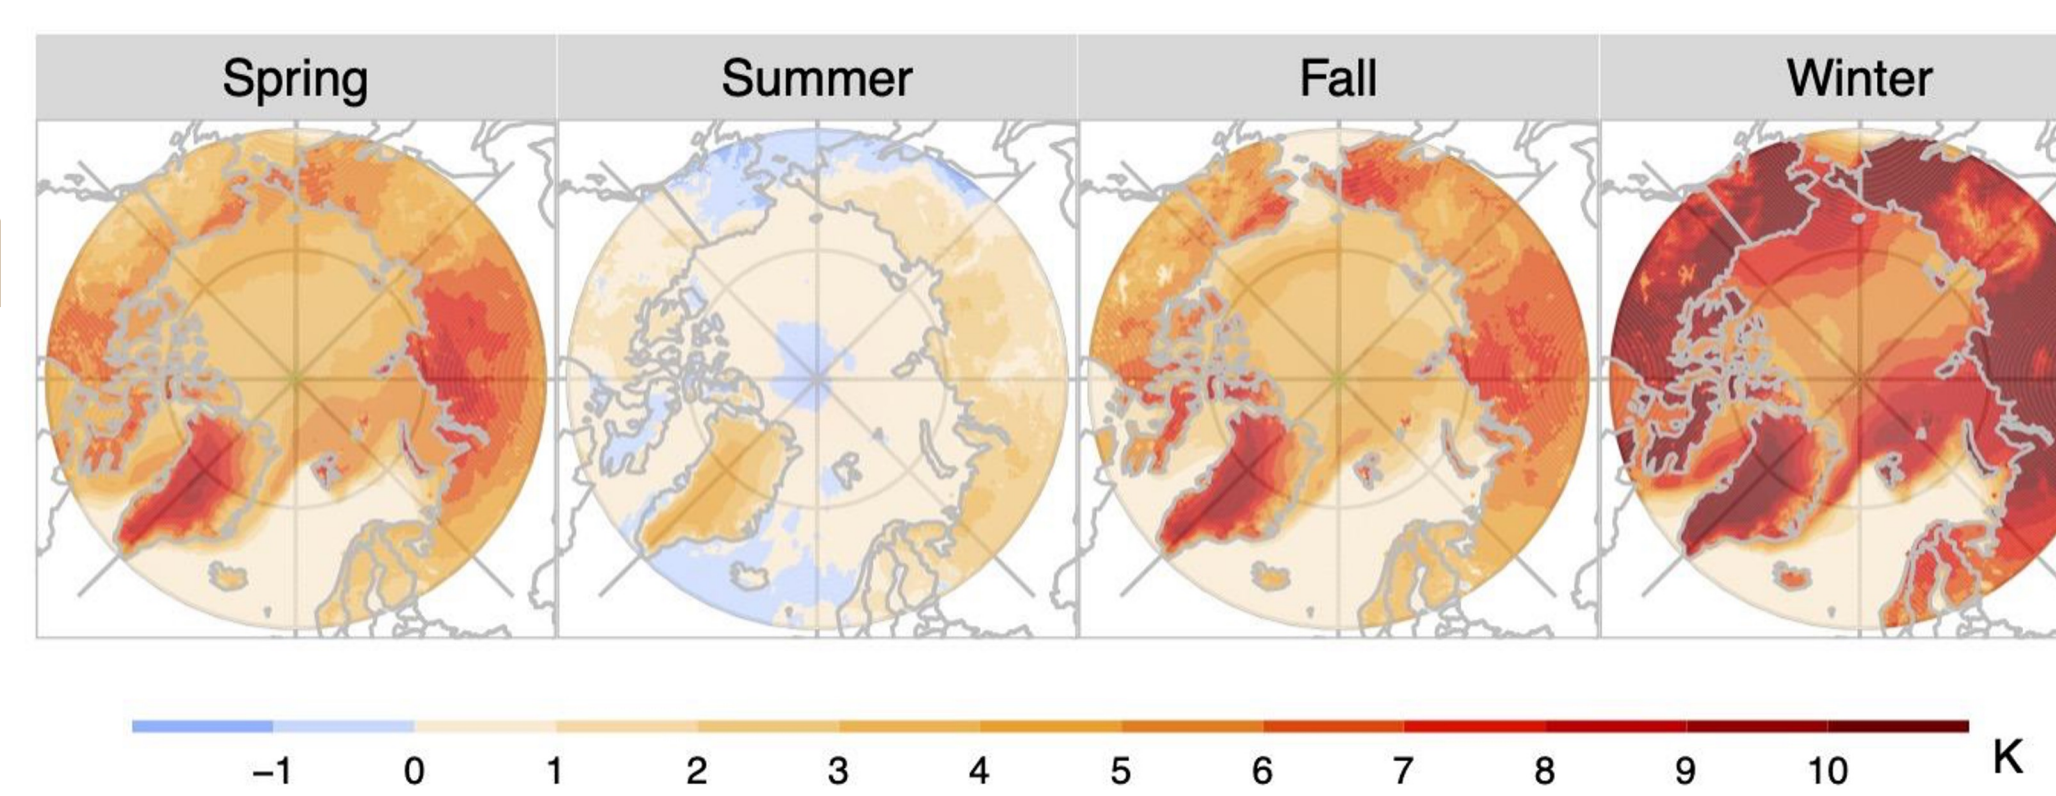 Spring Summer Fall Winter
−1 0 1 2 3 4 5 6 7 8 9 10 K